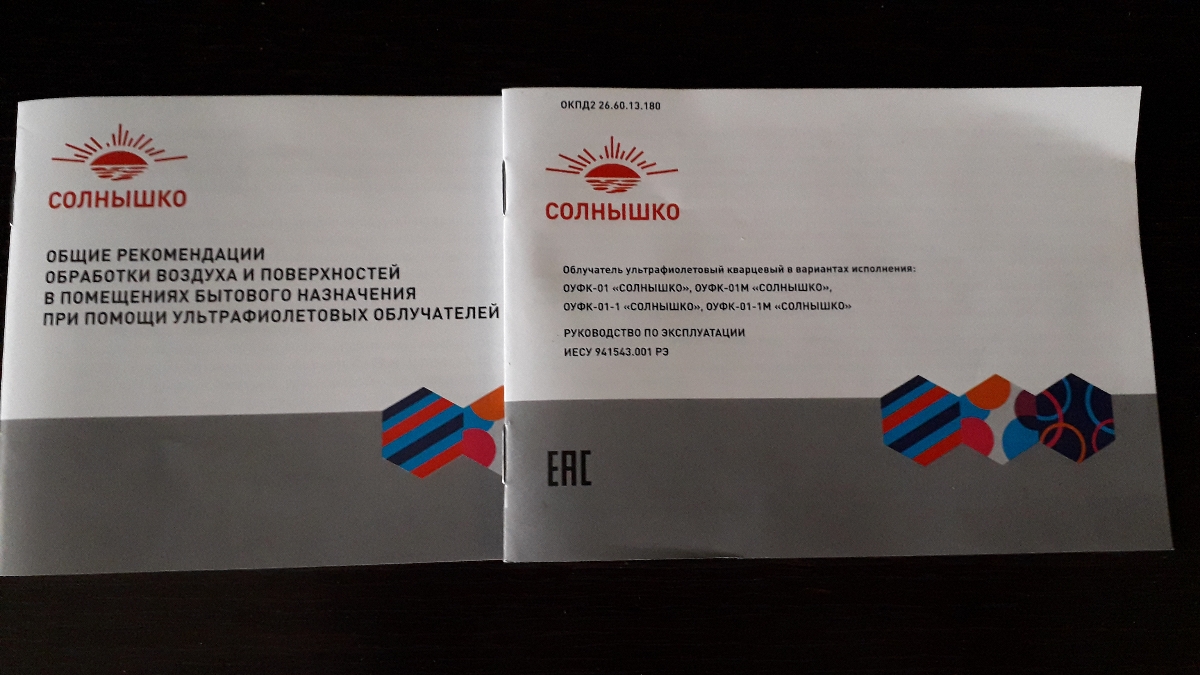 СОЛНЫШКО
ОБЩИЕ РЕКОМЕНДАЦИИ
ОБРАБОТКИ ВОЗДУХА И ПОВЕРХНОСТЕЙ
В ПОМЕЩЕНИЯХ БЫТОВОГО НАЗНАЧЕНИЯ
ПРИ ПОМОЩИ УЛЬТРАФИОЛЕТОВЫХ ОБЛУЧАТЕЛЕЙ
ОКПД2 26.60.13.180
СОЛНЫШКО
Облучатель ультрафиолетовый кварцевый в вариантах исполнения:
ОУФК-01 «СОЛНЫШКО», ОУФК-01М «СОЛНЫШКО»,
ОУФК-01-1 «СОЛНЫШКО», ОУФК-01-1М «СОЛНЫШКО»
РУКОВОДСТВО ПО ЭКСПЛУАТАЦИИ
ИЕСУ 941543.001 РЭ
EAC